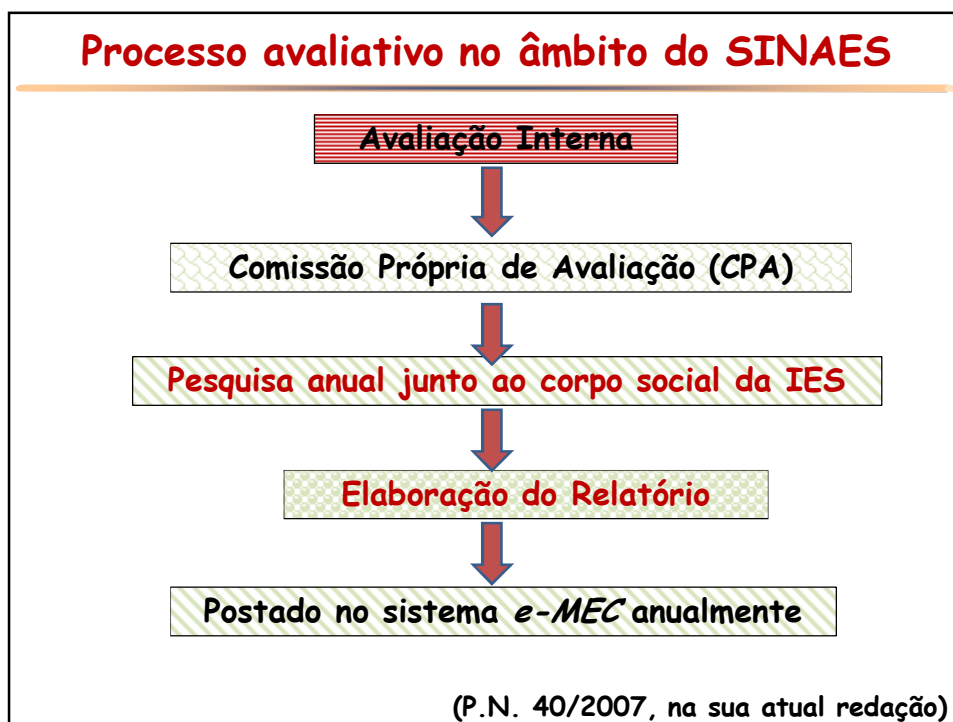 Processo avaliativo no âmbito do SINAES
Avaliação Interna
Comissão Própria de Avaliação (CPA)
Pesquisa anual junto ao corpo social da IES
Elaboração do Relatório
Postado no sistema e-MEC anualmente
(P.N. 40/2007, na sua atual redação)